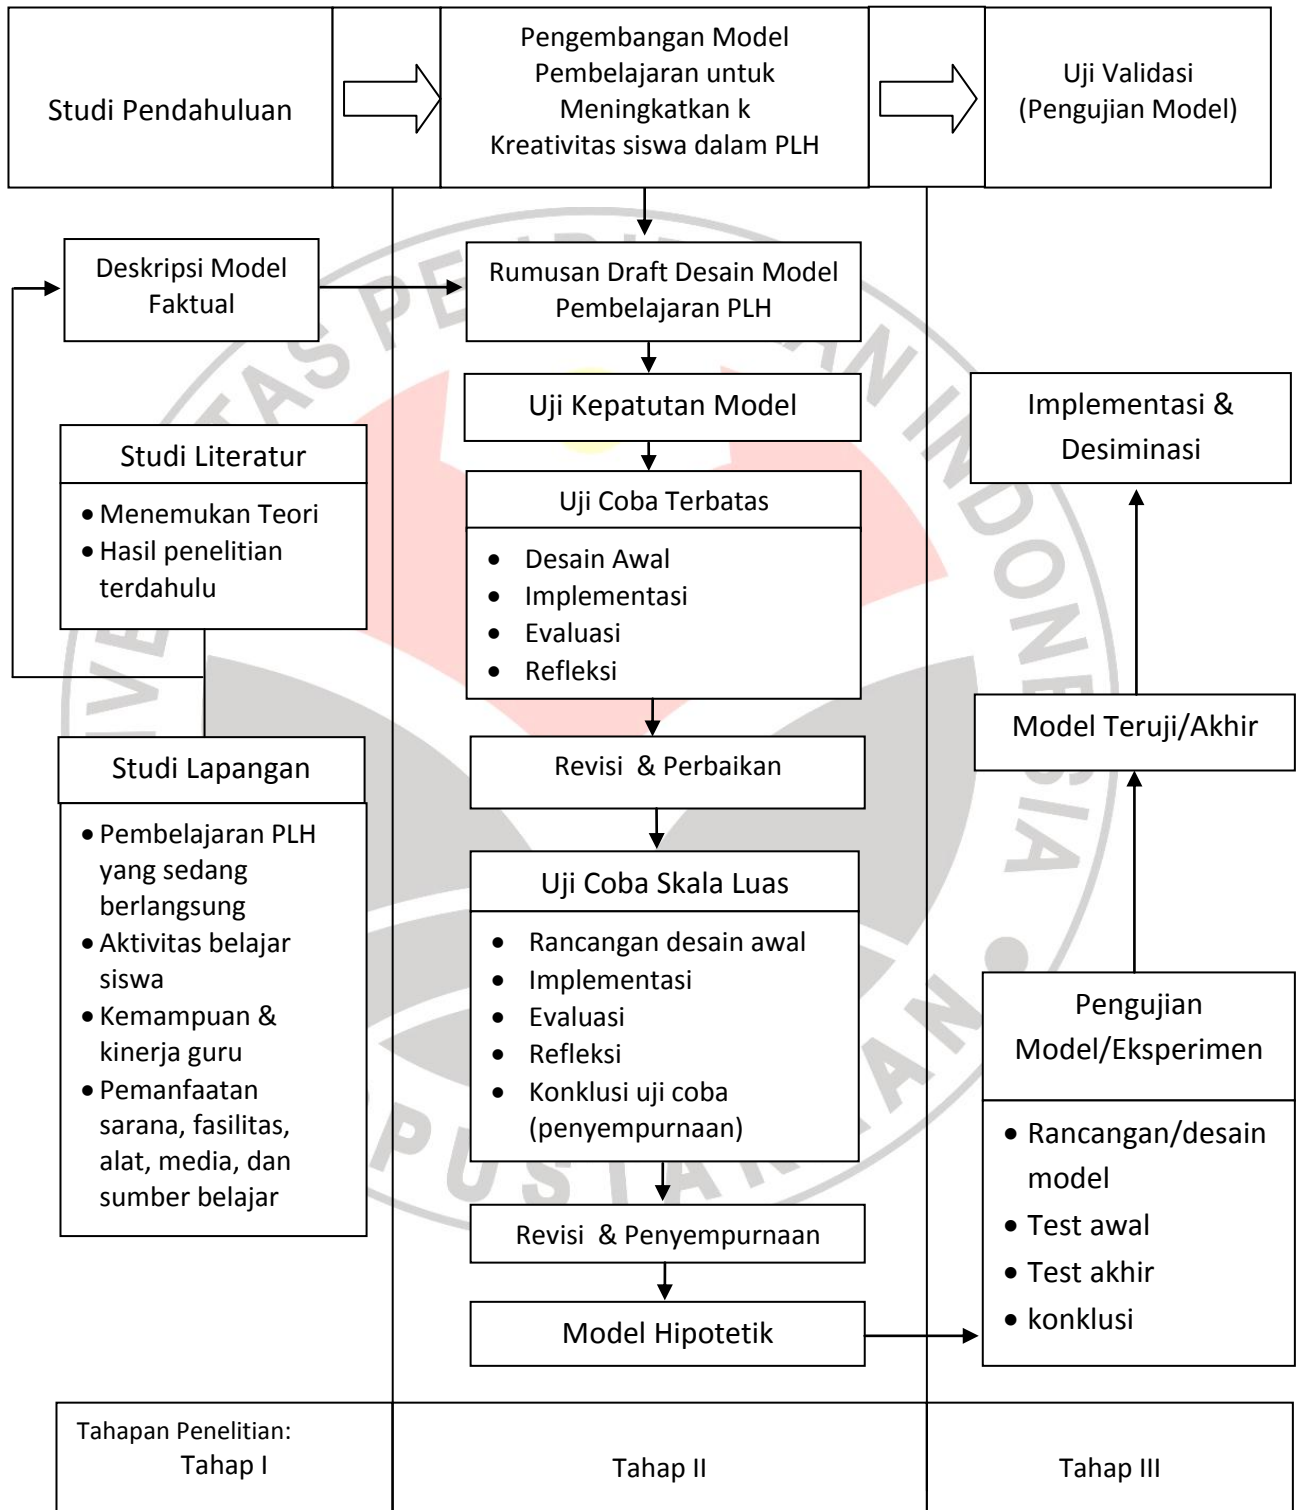 Studi Pendahuluan
Pengembangan Model
Pembelajaran untuk
Meningkatkan k
Kreativitas siswa dalam PLH
Uji Validasi
(Pengujian Model)
Deskripsi Model
Faktual
Studi Literatur
• Menemukan Teori
• Hasil penelitian
terdahulu
Studi Lapangan
• Pembelajaran PLH
yang sedang
berlangsung
• Aktivitas belajar
siswa
• Kemampuan &
kinerja guru
• Pemanfaatan
sarana, fasilitas,
alat, media, dan
sumber belajar
Rumusan Draft Desain Model
Pembelajaran PLH
Uji Kepatutan Model
Uji Coba Terbatas
• Desain Awal
• Implementasi
• Evaluasi
• Refleksi
Revisi & Perbaikan
Uji Coba Skala Luas
• Rancangan desain awal
• Implementasi
• Evaluasi
• Refleksi
• Konklusi uji coba
(penyempurnaan)
Revisi & Penyempurnaan
Model Hipotetik
Implementasi &
Desiminasi
Model Teruji/Akhir
Pengujian
Model/Eksperimen
• Rancangan/desain
model
• Test awal
• Test akhir
• konklusi
Tahapan Penelitian:
Tahap I
Tahap II
Tahap III
INDONESIA